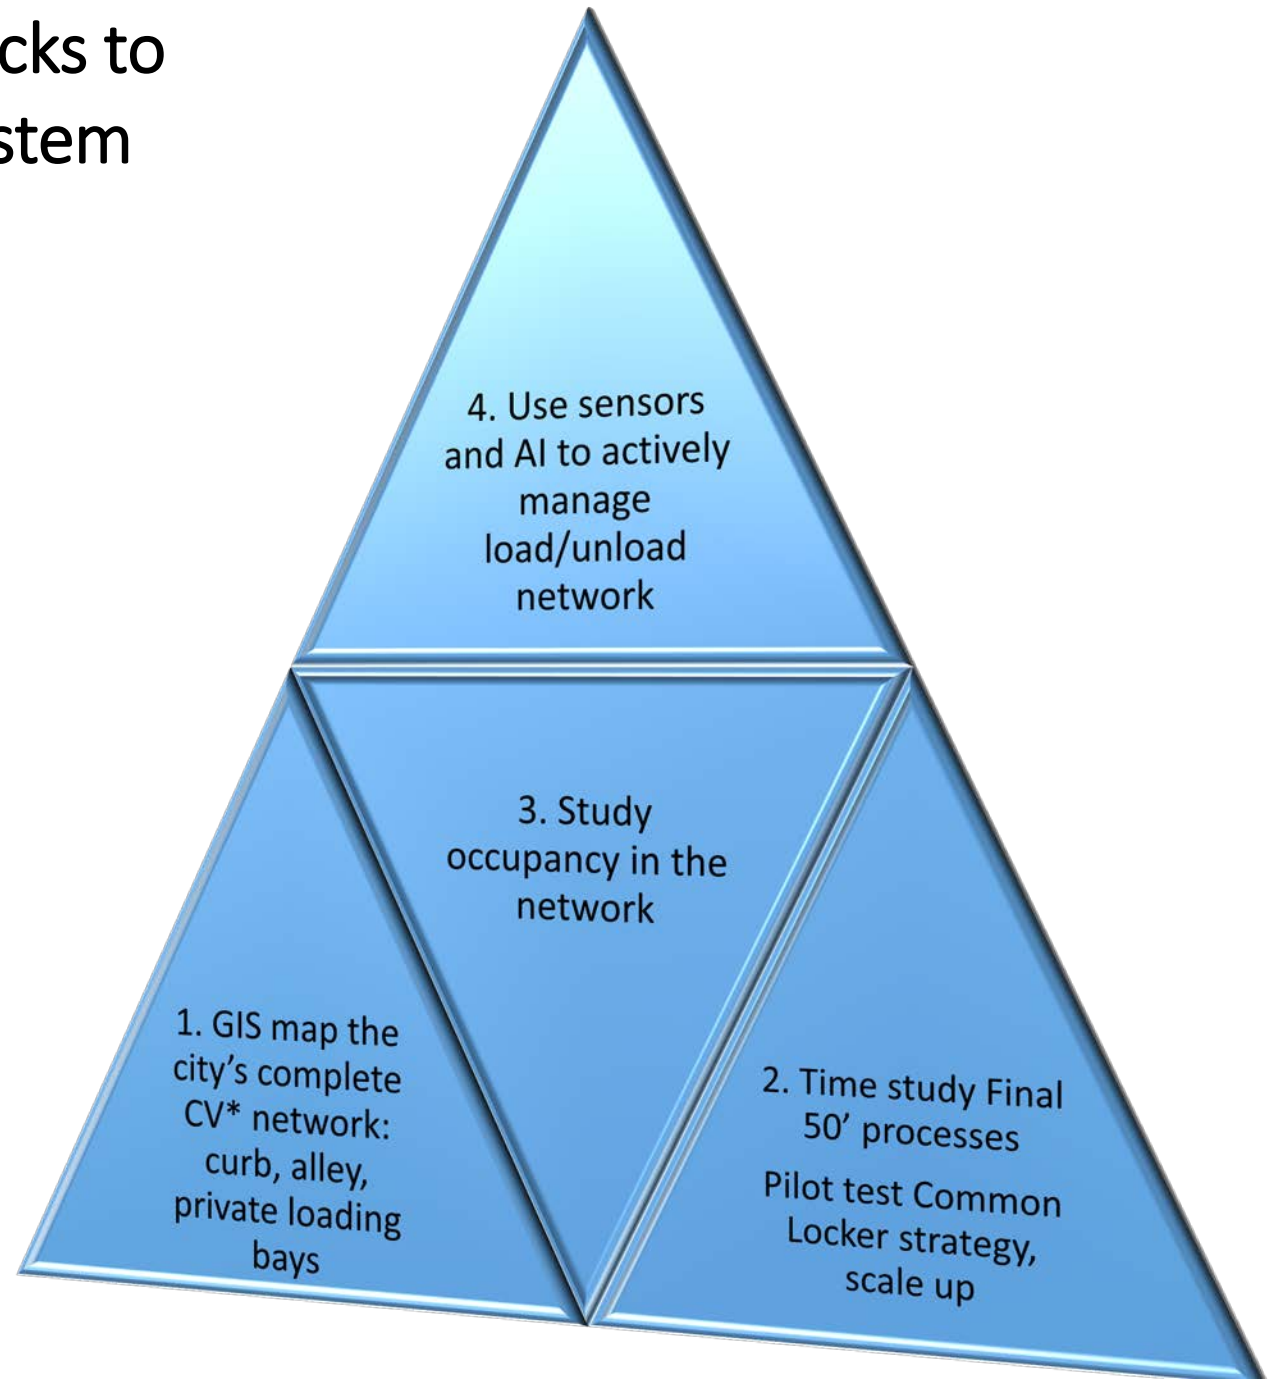 cks to
stem
4. Use sensors
and AI to actively
manage
load/unload
network
3. Study
occupancy in the
network
1. GIS map the
city’s complete
CV* network:
curb, alley,
private loading
bays
2. Time study Final
50’ processes
Pilot test Common
Locker strategy,
scale up